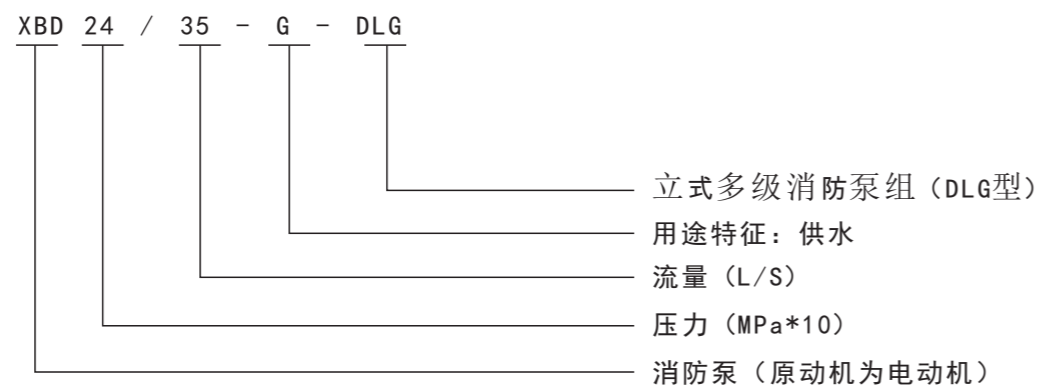 XBD 24 / 35 - G - DLG
立式多级消防泵组（DLG型）
用途特征：供水
流量（L/S）
压力（MPa*10）
消防泵（原动机为电动机）